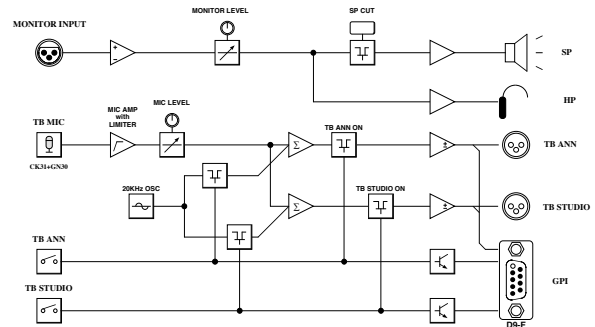 MONITOR LEVEL
SP CUT
MONITOR INPUT
+
-
SP
HP
MIC AMP
with
LIMITER
MIC LEVEL
TB MIC
TB ANN ON
Σ
±
TB ANN
CK31+GN30
20KHz OSC
TB STUDIO ON
Σ
±
TB STUDIO
TB ANN
GPI
TB STUDIO
D9-F